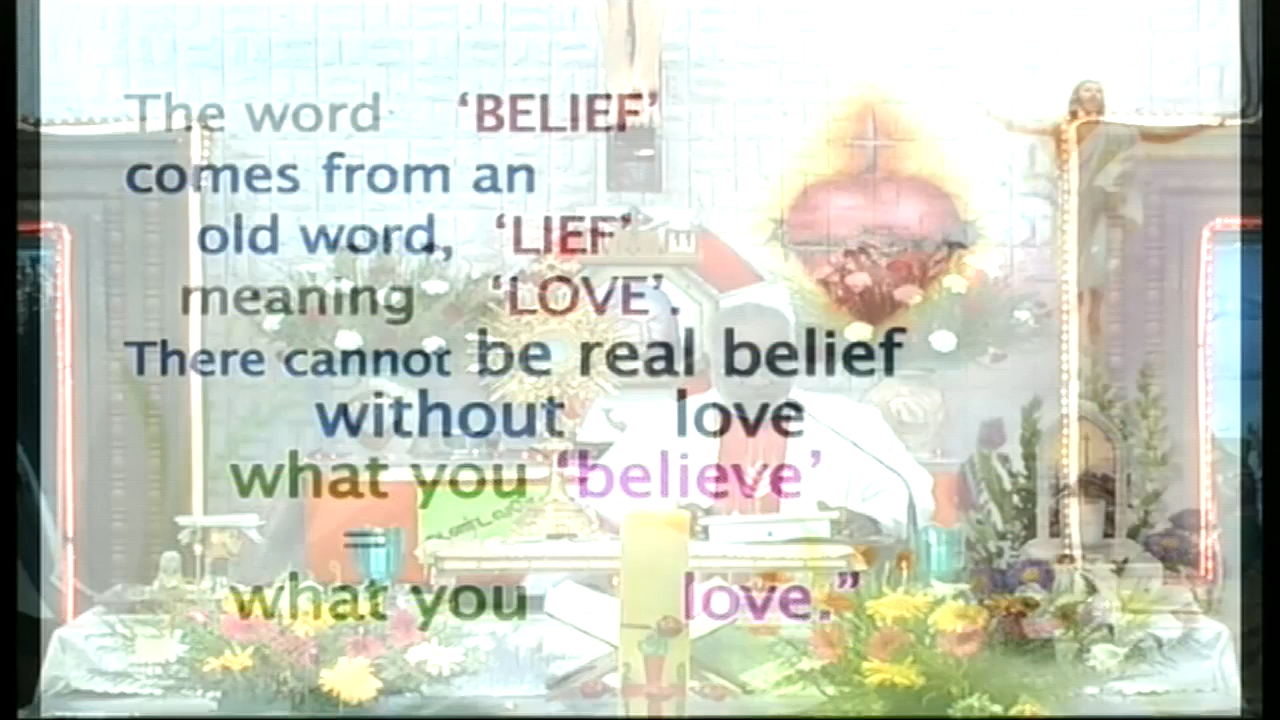 The word ‘BELIEF’
comes from an
old word, ‘LIEF’
meaning ‘LOVE’.
There cannot be real belief
without love
what you “believe’
=
what you love.”